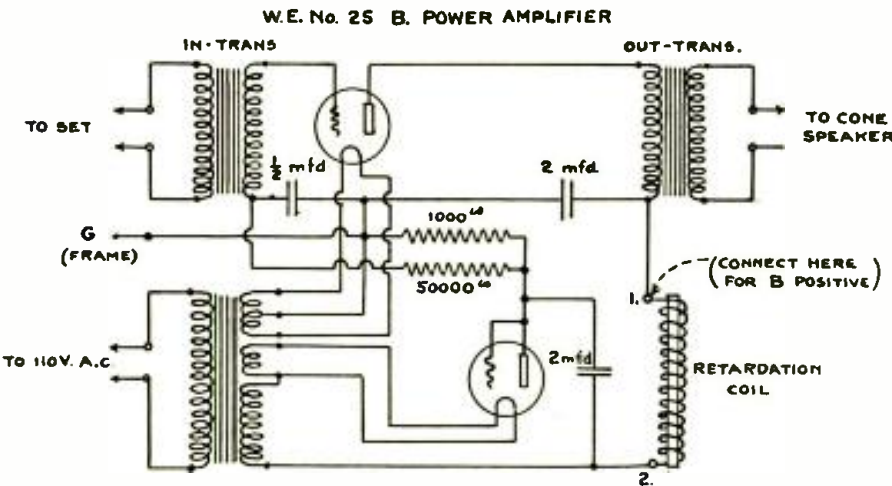 W.E. No. 25 B. POWER AMPLIFIER
IN-TRANS
OUT-TRANS.
TO SET
TO CONE
SPEAKER
½ mfd
2 mfd
G
(FRAME)
1000ω
50000ω
(CONNECT HERE
FOR B POSITIVE)
1.
TO 110V. A.C.
2mfd
RETARDATION
COIL
2.